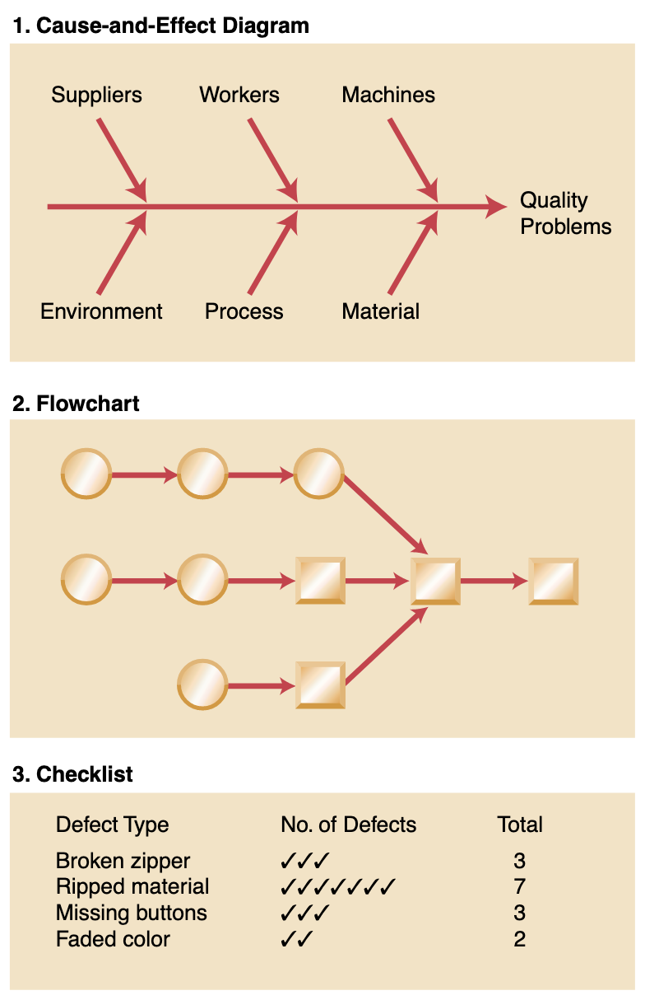 1. Cause-and-Effect Diagram
Suppliers Workers Machines
Quality
Problems
Environment Process Material
2. Flowchart
3. Checklist
Defect Type No. of Defects Total
Broken zipper ✓✓✓ 3
Ripped material ✓✓✓✓✓✓✓ 7
Missing buttons ✓✓✓ 3
Faded color ✓✓ 2